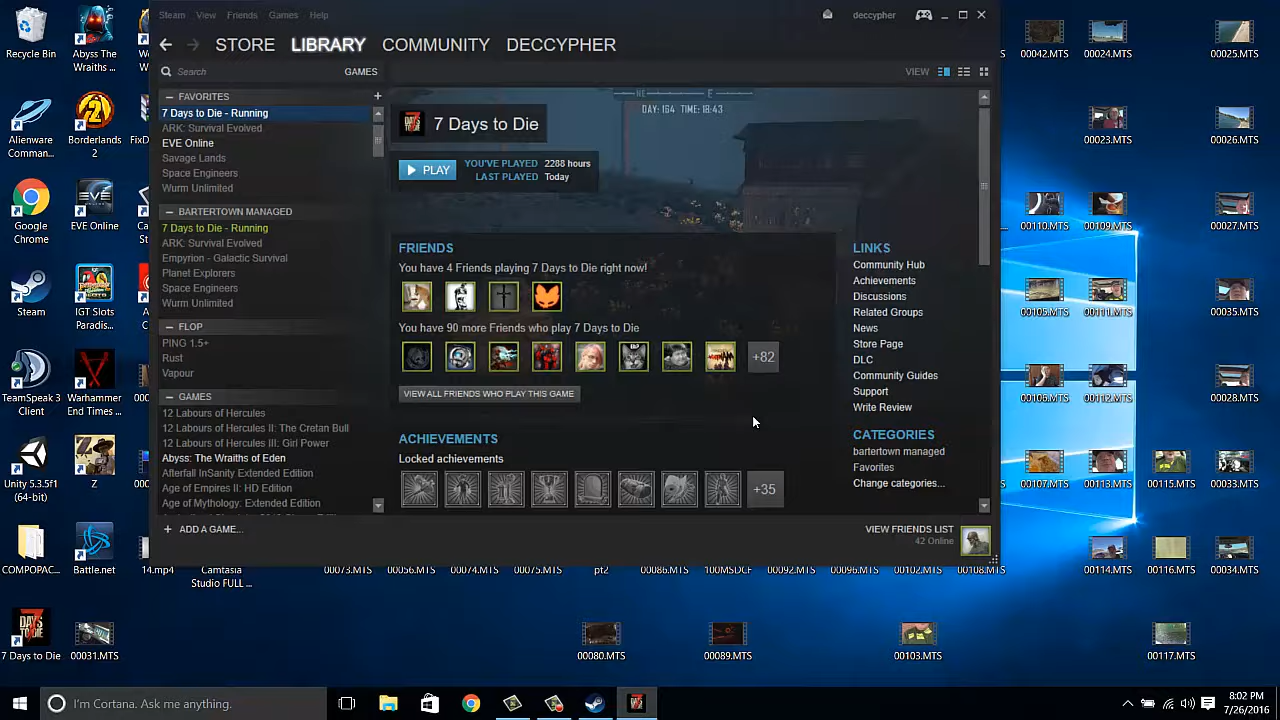 Steam View Friends Games Help
deccypher
STORE LIBRARY COMMUNITY DECCYPHER
Search GAMES VIEW
FAVORITES
7 Days to Die - Running
ARK: Survival Evolved
EVE Online
Savage Lands
Space Engineers
Wurm Unlimited
BARTERTOWN MANAGED
7 Days to Die - Running
ARK: Survival Evolved
Empyrion - Galactic Survival
Planet Explorers
Space Engineers
Wurm Unlimited
FLOP
PING 1.5+
Rust
Vapour
GAMES
12 Labours of Hercules
12 Labours of Hercules II: The Cretan Bull
12 Labours of Hercules III: Girl Power
Abyss: The Wraiths of Eden
Afterfall InSanity Extended Edition
Age of Empires II: HD Edition
Age of Mythology: Extended Edition
ADD A GAME...
DAY: 164 TIME: 18:43
7 Days to Die
PLAY
YOU'VE PLAYED 2288 hours
LAST PLAYED Today
FRIENDS
You have 4 Friends playing 7 Days to Die right now!
You have 90 more Friends who play 7 Days to Die
+82
VIEW ALL FRIENDS WHO PLAY THIS GAME
ACHIEVEMENTS
Locked achievements
+35
LINKS
Community Hub
Achievements
Discussions
Related Groups
News
Store Page
DLC
Community Guides
Support
Write Review
CATEGORIES
bartertown managed
Favorites
Change categories...
VIEW FRIENDS LIST
42 Online
Recycle Bin
Abyss The Wraiths ...
Alienware Comman...
Borderlands 2
Google Chrome
EVE Online
Steam
IGT Slots Paradis...
TeamSpeak 3 Client
Warhammer End Times ...
Unity 5.3.5f1 (64-bit)
Z
COMPOPAC...
Battle.net
14.mp4
Camtasia Studio FULL ...
7 Days to Die
00031.MTS
00073.MTS 00056.MTS 00074.MTS 00075.MTS pt2 00086.MTS 100MSDCF 00092.MTS 00096.MTS 00102.MTS 00108.MTS
00080.MTS 00089.MTS 00103.MTS 00117.MTS
00042.MTS 00024.MTS 00025.MTS
00023.MTS 00026.MTS
00110.MTS 00109.MTS 00027.MTS
00105.MTS 00111.MTS 00035.MTS
00106.MTS 00112.MTS 00028.MTS
00107.MTS 00113.MTS 00115.MTS 00033.MTS
00114.MTS 00116.MTS 00034.MTS
I'm Cortana. Ask me anything.
8:02 PM
7/26/2016